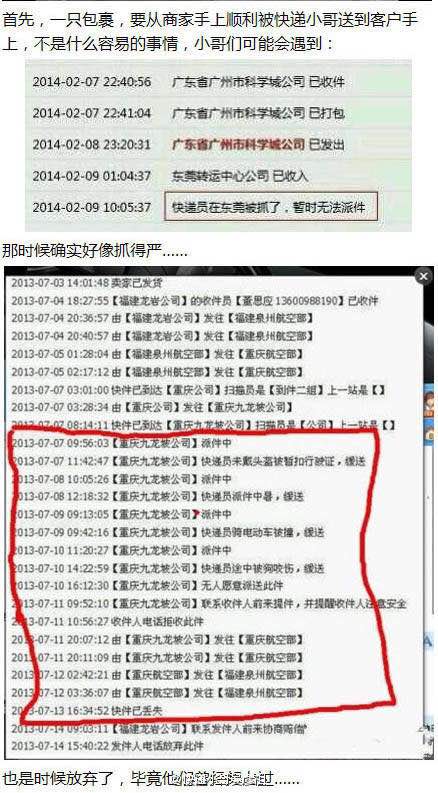 首先，一只包裹，要从商家手上顺利被快递小哥送到客户手
上，不是什么容易的事情，小哥们可能会遇到：
2014-02-07 22:40:56 广东省广州市科学城公司 已收件
2014-02-07 22:41:04 广东省广州市科学城公司 已打包
2014-02-08 23:20:31 广东省广州市科学城公司 已发出
2014-02-09 01:04:37 东莞转运中心公司 已收入
2014-02-09 10:05:37 快递员在东莞被抓了，暂时无法派件
那时候确实好像抓得严......
2013-07-03 14:01:48 卖家已发货
2013-07-04 18:27:55 【福建龙岩公司】的收件员【董思应 13600988190】已收件
2013-07-04 20:36:57 由【福建龙岩公司】发往【福建泉州航空部】
2013-07-04 20:40:57 由【福建龙岩公司】发往【福建泉州航空部】
2013-07-05 01:28:04 由【福建泉州航空部】发往【重庆航空部】
2013-07-05 02:17:12 由【福建泉州航空部】发往【重庆航空部】
2013-07-07 03:01:00 快件已到达【重庆公司】扫描员是【到件二组】上一站是【】
2013-07-07 03:28:34 由【重庆公司】发往【重庆九龙坡公司】
2013-07-07 08:14:11 快件已到达【重庆九龙坡公司】扫描员是【公司】上一站是【】
2013-07-07 09:56:03 【重庆九龙坡公司】派件中
2013-07-07 11:42:47 【重庆九龙坡公司】快递员未戴头盔被暂扣行驶证，缓送
2013-07-08 10:05:26 【重庆九龙坡公司】派件中
2013-07-08 12:18:32 【重庆九龙坡公司】快递员派件中暑，缓送
2013-07-09 09:13:05 【重庆九龙坡公司】派件中
2013-07-09 09:42:16 【重庆九龙坡公司】快递员骑电动车被撞，缓送
2013-07-10 11:20:27 【重庆九龙坡公司】派件中
2013-07-10 14:22:59 【重庆九龙坡公司】快递员途中被狗咬伤，缓送
2013-07-10 16:12:30 【重庆九龙坡公司】无人愿意派送此件
2013-07-11 09:52:10 【重庆九龙坡公司】联系收件人前来提件，并提醒收件人注意安全
2013-07-11 10:56:27 收件人电话拒收此件
2013-07-11 20:07:12 由【重庆九龙坡公司】发往【重庆航空部】
2013-07-11 20:11:09 由【重庆九龙坡公司】发往【重庆航空部】
2013-07-12 02:42:21 由【重庆航空部】发往【福建泉州航空部】
2013-07-12 03:36:07 由【重庆航空部】发往【福建泉州航空部】
2013-07-13 16:34:52 快件已丢失
2013-07-14 09:03:11 【福建龙岩公司】联系发件人前来协商赔偿
2013-07-14 15:40:22 发件人电话放弃此件
也是时候放弃了，毕竟他们